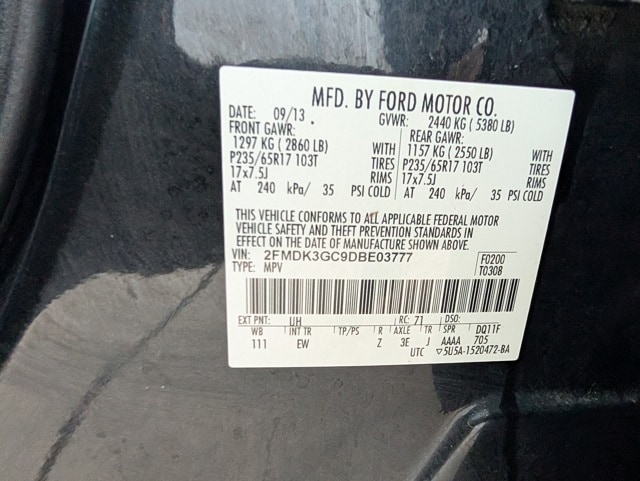 MFD. BY FORD MOTOR CO.
DATE: 09/13 GVWR: 2440 KG ( 5380 LB)
FRONT GAWR: REAR GAWR:
1297 KG ( 2860 LB) WITH 1157 KG ( 2550 LB) WITH
P235/65R17 103T TIRES P235/65R17 103T TIRES
17x7.5J RIMS 17x7.5J RIMS
AT 240 kPa/ 35 PSI COLD AT 240 kPa/ 35 PSI COLD
THIS VEHICLE CONFORMS TO ALL APPLICABLE FEDERAL MOTOR
VEHICLE SAFETY AND THEFT PREVENTION STANDARDS IN
EFFECT ON THE DATE OF MANUFACTURE SHOWN ABOVE.
VIN: 2FMDK3GC9DBE03777 F0200
TYPE: MPV T0308
EXT PNT: UH RC: 71 DSO:
WB INT TR TP/PS R AXLE TR SPR DQ11F
111 EW Z 3E J AAAA 705
UTC ▽5U5A-1520472-BA